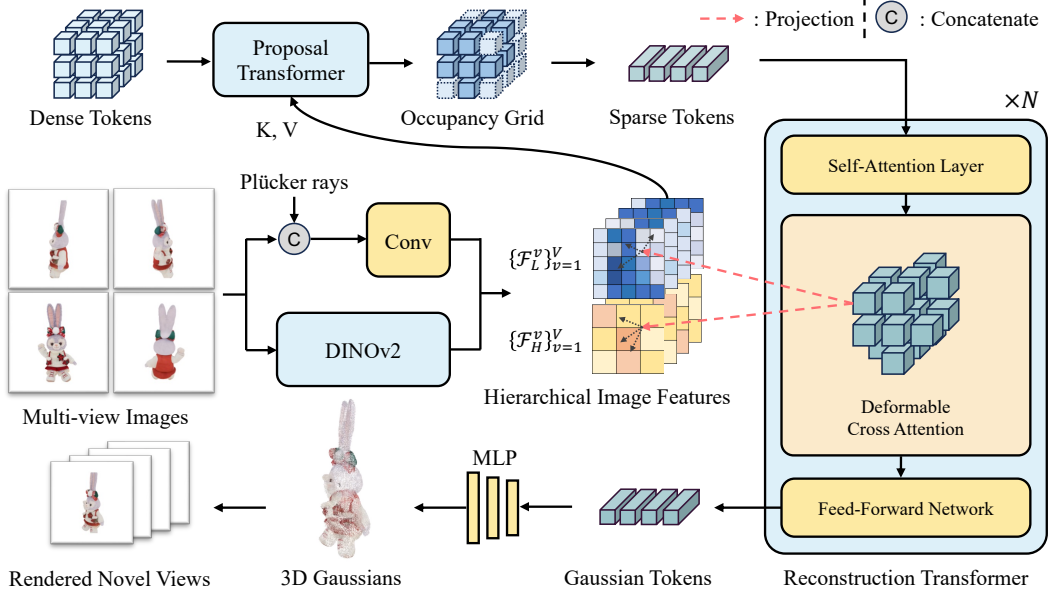 : Projection
C
: Concatenate
Proposal
Transformer
Dense Tokens
Occupancy Grid
Sparse Tokens
×N
K, V
Self-Attention Layer
Plücker rays
C
Conv
{F_L^v}_{v=1}^V
DINOv2
{F_H^v}_{v=1}^V
Deformable
Cross Attention
Multi-view Images
Hierarchical Image Features
MLP
Feed-Forward Network
Rendered Novel Views
3D Gaussians
Gaussian Tokens
Reconstruction Transformer